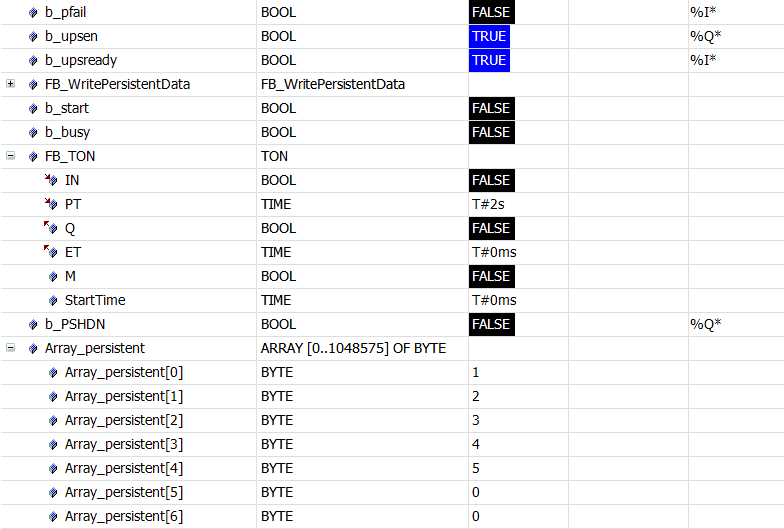 b_pfail BOOL FALSE %I*
b_upsen BOOL TRUE %Q*
b_upsready BOOL TRUE %I*
FB_WritePersistentData FB_WritePersistentData
b_start BOOL FALSE
b_busy BOOL FALSE
FB_TON TON
IN BOOL FALSE
PT TIME T#2s
Q BOOL FALSE
ET TIME T#0ms
M BOOL FALSE
StartTime TIME T#0ms
b_PSHDN BOOL FALSE %Q*
Array_persistent ARRAY [0..1048575] OF BYTE
Array_persistent[0] BYTE 1
Array_persistent[1] BYTE 2
Array_persistent[2] BYTE 3
Array_persistent[3] BYTE 4
Array_persistent[4] BYTE 5
Array_persistent[5] BYTE 0
Array_persistent[6] BYTE 0